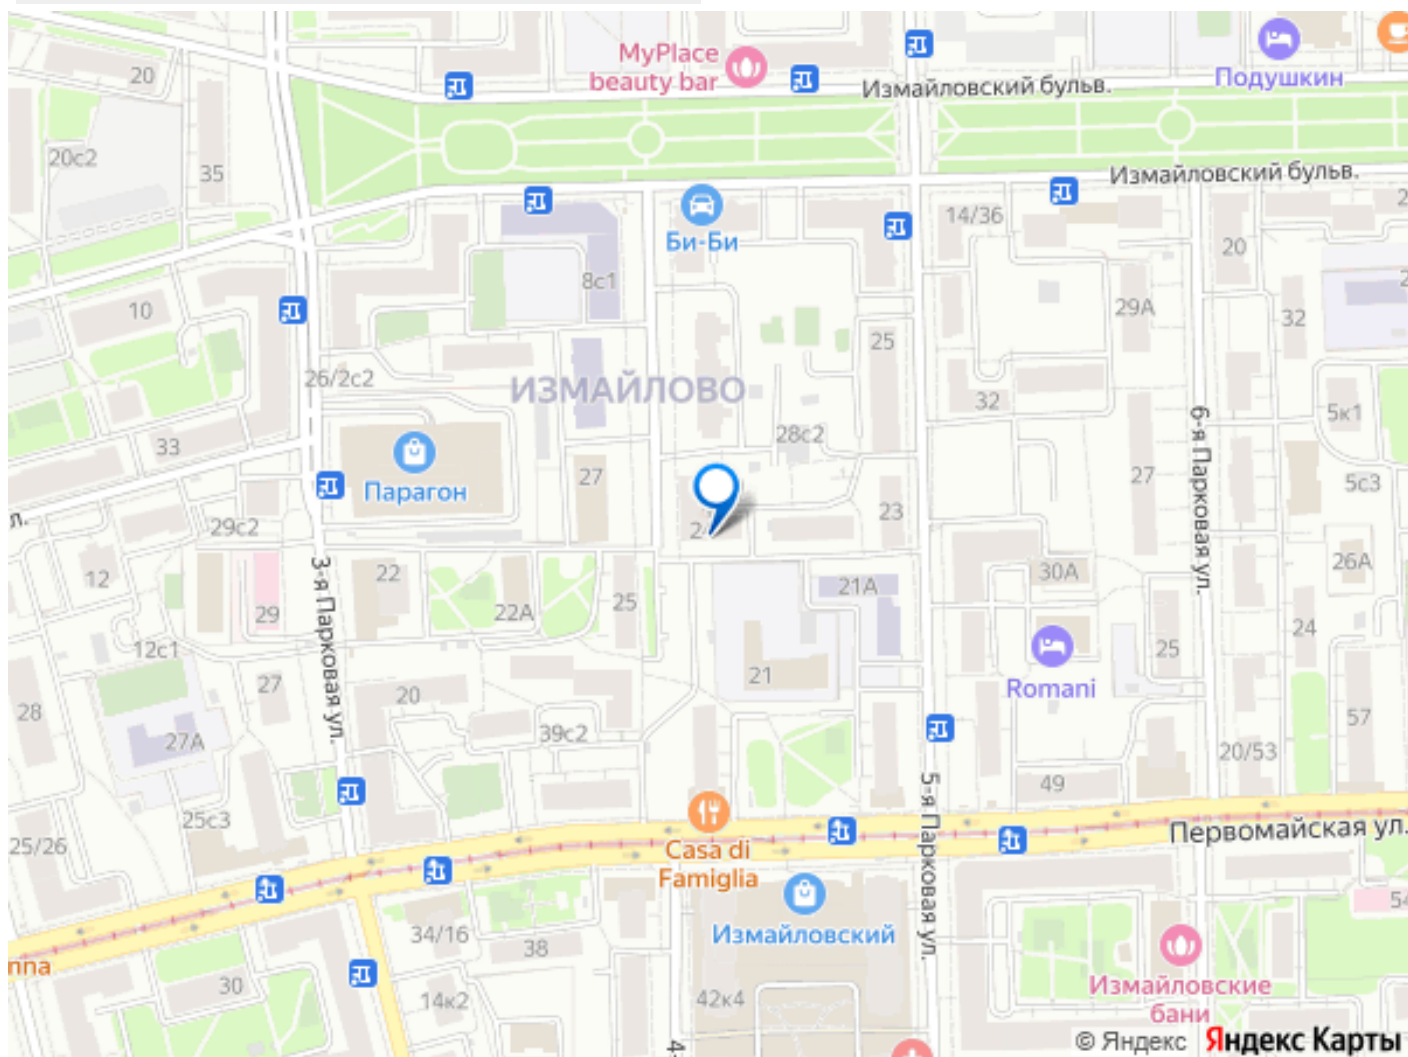 MyPlace
beauty bar
Подушкин
Измайловский бульв.
20
20с2
35
Измайловский бульв.
Би-Би
14/36
20
8с1
10
29А
32
25
26/2с2
ИЗМАЙЛОВО
32
5к1
33
28с2
6-я Парковая ул.
Парагон
27
27
5с3
23
29с2
12
22
3-я Парковая ул.
30А
26А
21А
29
22А
25
24
12с1
25
21
Romani
27
20
28
57
27А
39с2
20/53
49
5-я Парковая ул.
25с3
25/26
Первомайская ул.
Casa di
Famiglia
34/16
38
Измайловский
30
14к2
42к4
Измайловские
бани
© Яндекс Яндекс Карты